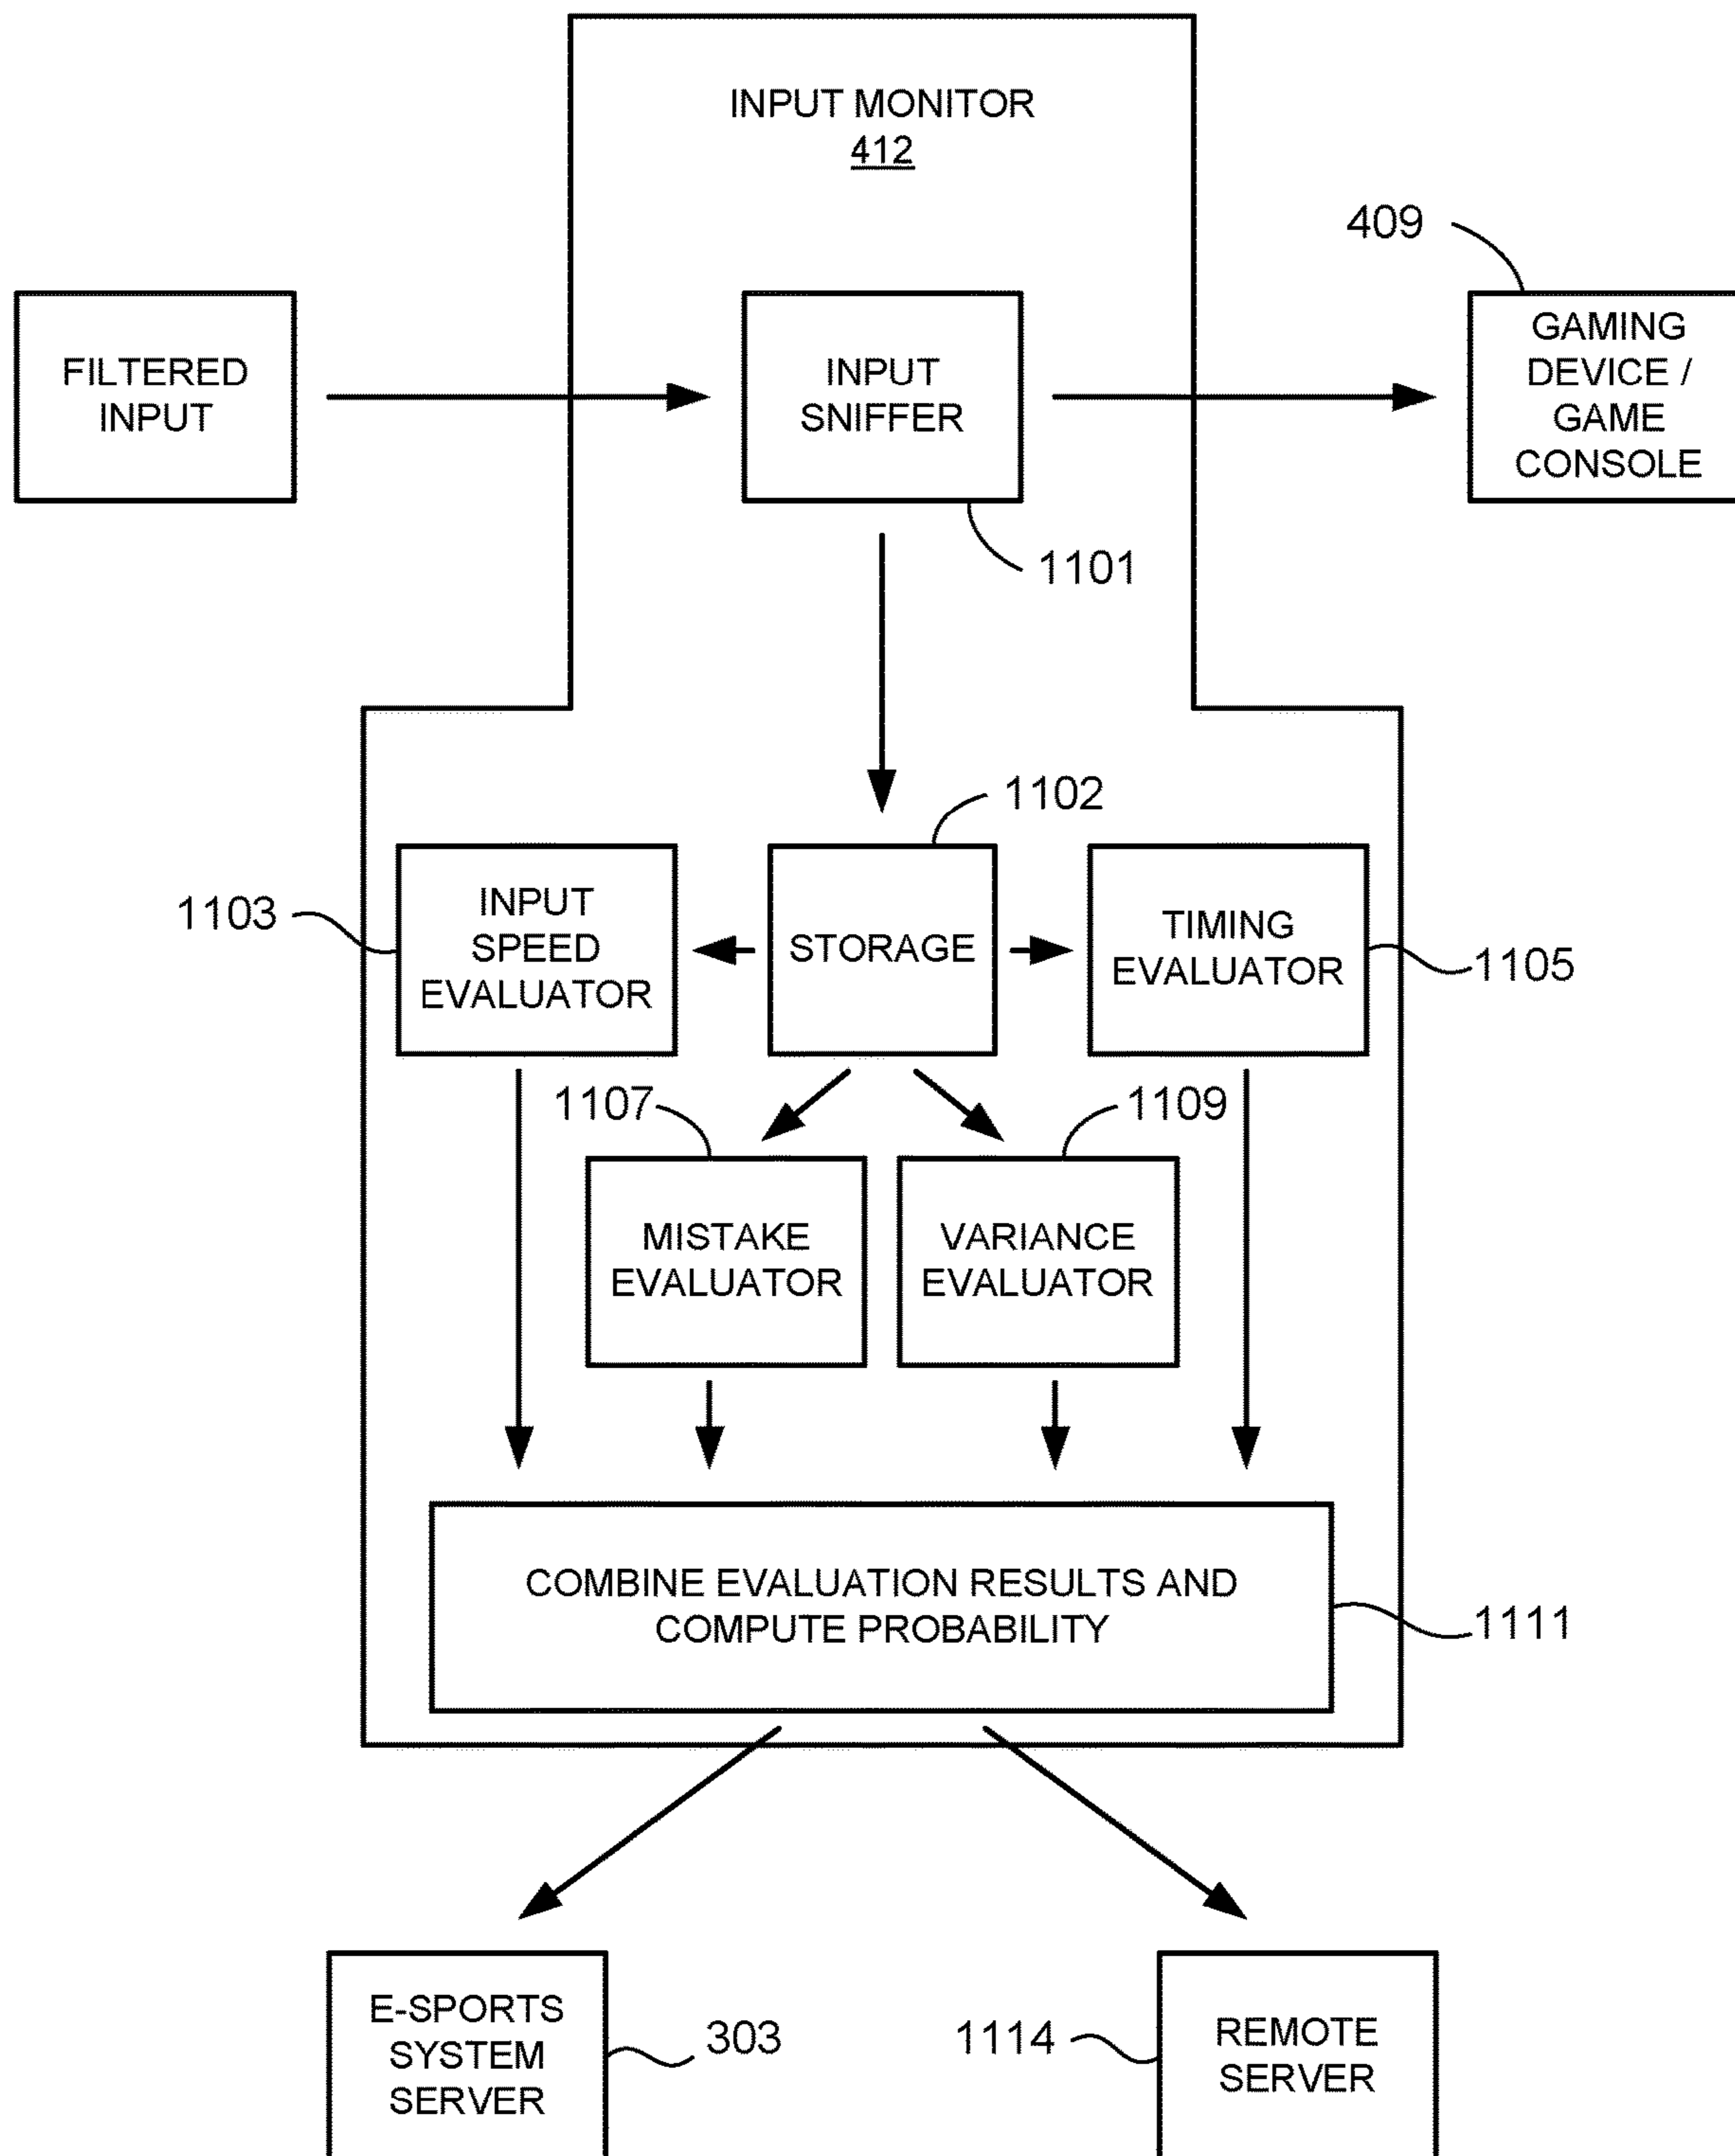 INPUT MONITOR
412
409
FILTERED
INPUT
INPUT
SNIFFER
GAMING
DEVICE /
GAME
CONSOLE
1101
1102
1103
INPUT
SPEED
EVALUATOR
STORAGE
TIMING
EVALUATOR
1105
1107
1109
MISTAKE
EVALUATOR
VARIANCE
EVALUATOR
COMBINE EVALUATION RESULTS AND
COMPUTE PROBABILITY
1111
E-SPORTS
SYSTEM
SERVER
303
1114
REMOTE
SERVER